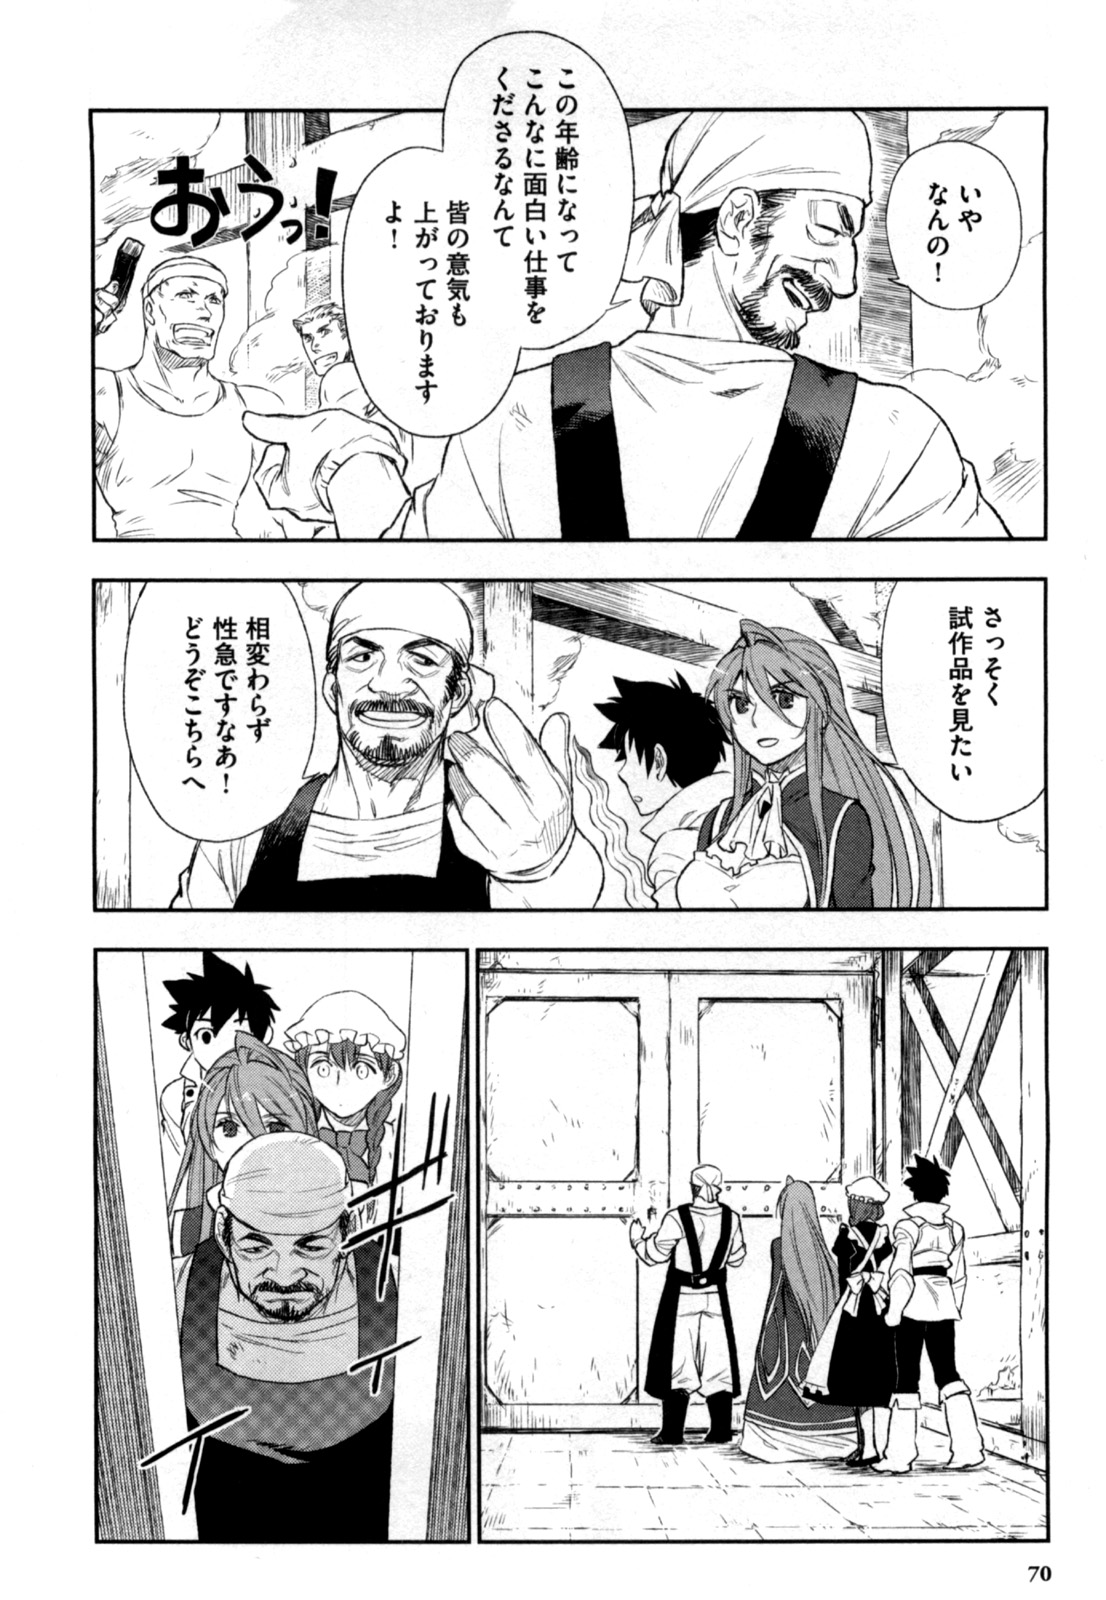 いや
なんの！
この年齢になって
こんなに面白い仕事を
くださるなんて
皆の意気も
上がっております
よ！
おうっ！
さっそく
試作品を見たい
相変わらず
性急ですなあ！
どうぞこちらへ
ギギィイ
70